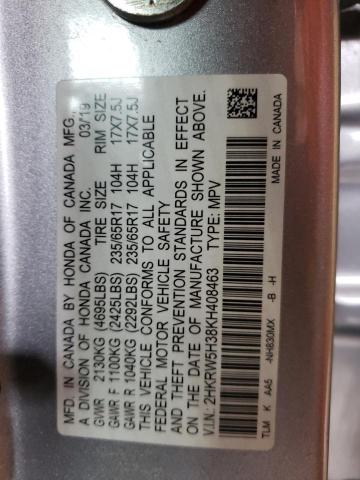 MFD. IN CANADA BY HONDA OF CANADA MFG.,
A DIVISION OF HONDA CANADA INC. 03/19
TIRE SIZE RIM SIZE
GVWR 2130KG (4695LBS)
GAWR F 1100KG (2425LBS) 235/65R17 104H 17X7.5J
GAWR R 1040KG (2292LBS) 235/65R17 104H 17X7.5J
THIS VEHICLE CONFORMS TO ALL APPLICABLE
FEDERAL MOTOR VEHICLE SAFETY
AND THEFT PREVENTION STANDARDS IN EFFECT
ON THE DATE OF MANUFACTURE SHOWN ABOVE.
V.I.N.: 2HKRW5H38KH408463 TYPE: MPV
TLM K AA5 -NH830MX -B -H MADE IN CANADA